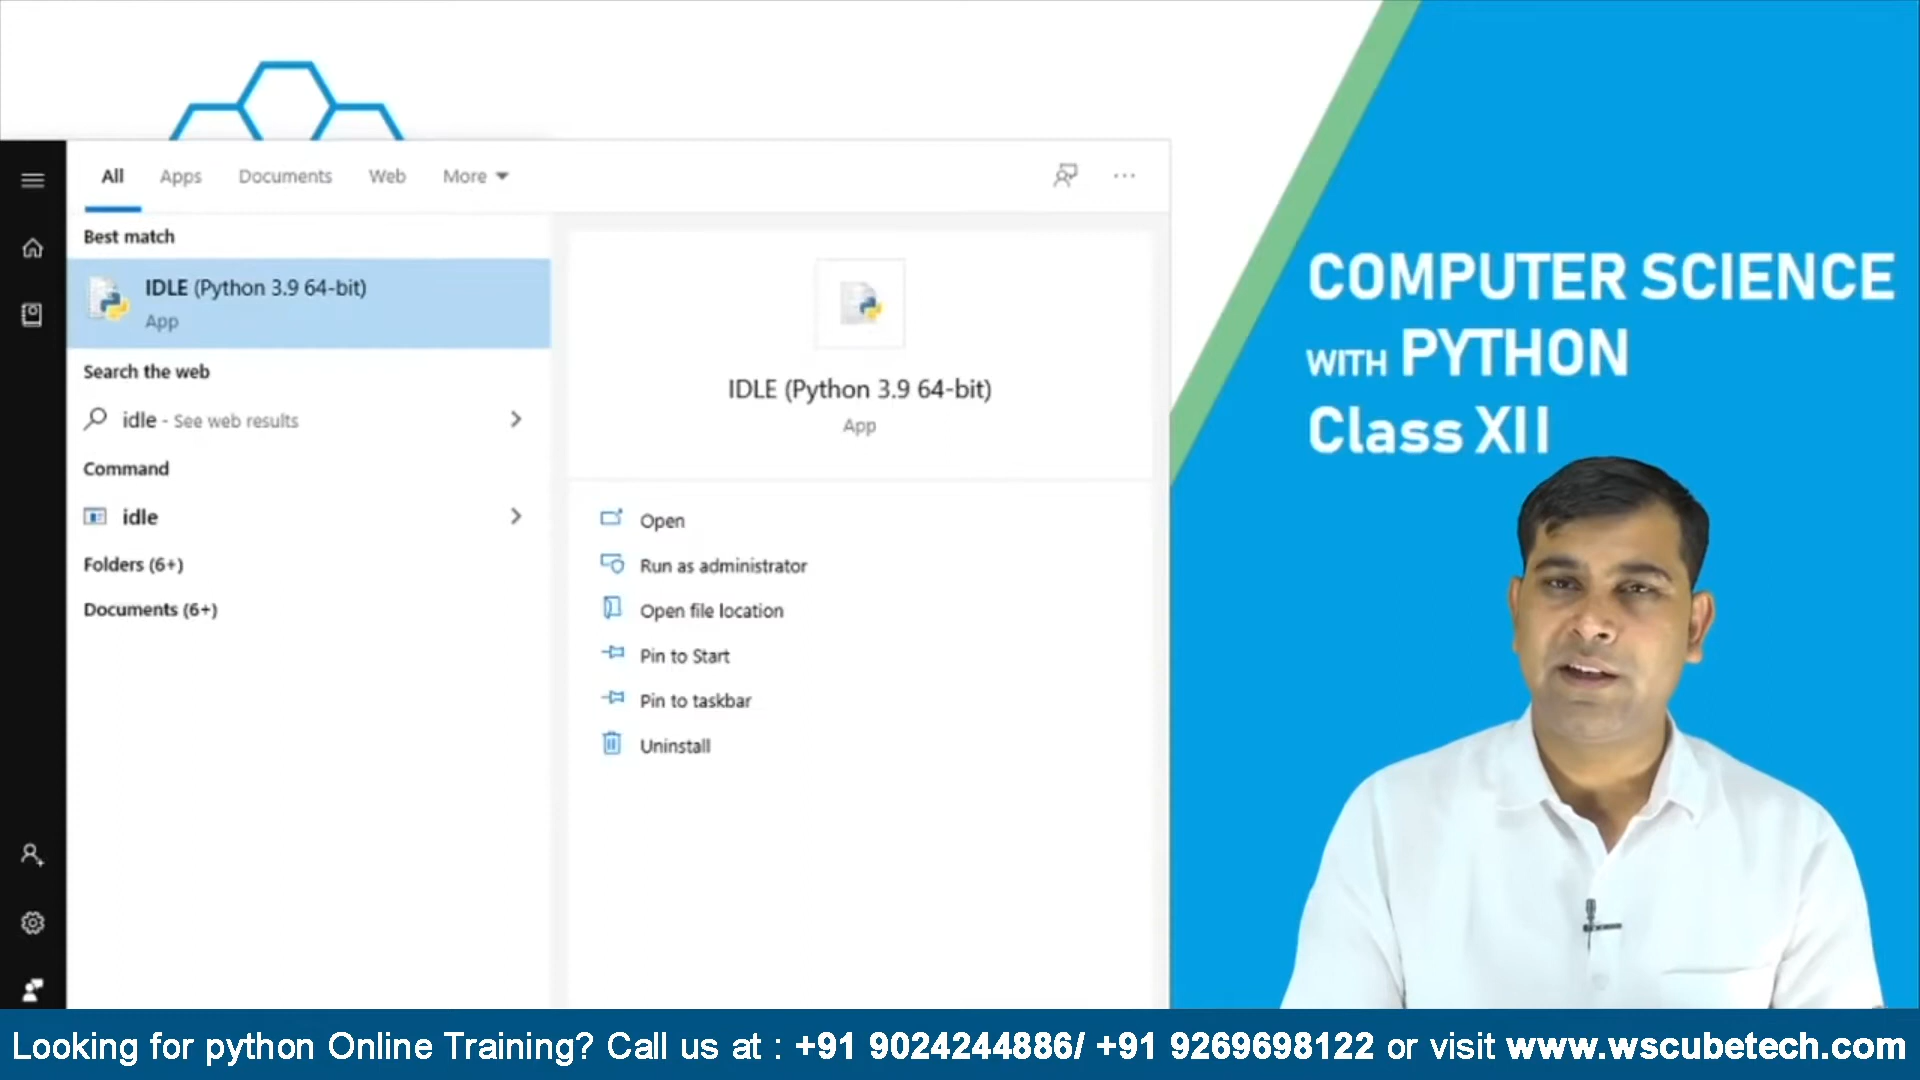 All Apps Documents Web More
Best match
IDLE (Python 3.9 64-bit)
App
Search the web
idle - See web results
Command
idle
Folders (6+)
Documents (6+)
IDLE (Python 3.9 64-bit)
App
Open
Run as administrator
Open file location
Pin to Start
Pin to taskbar
Uninstall
COMPUTER SCIENCE
WITH PYTHON
Class XII
Looking for python Online Training? Call us at : +91 9024244886/ +91 9269698122 or visit www.wscubetech.com